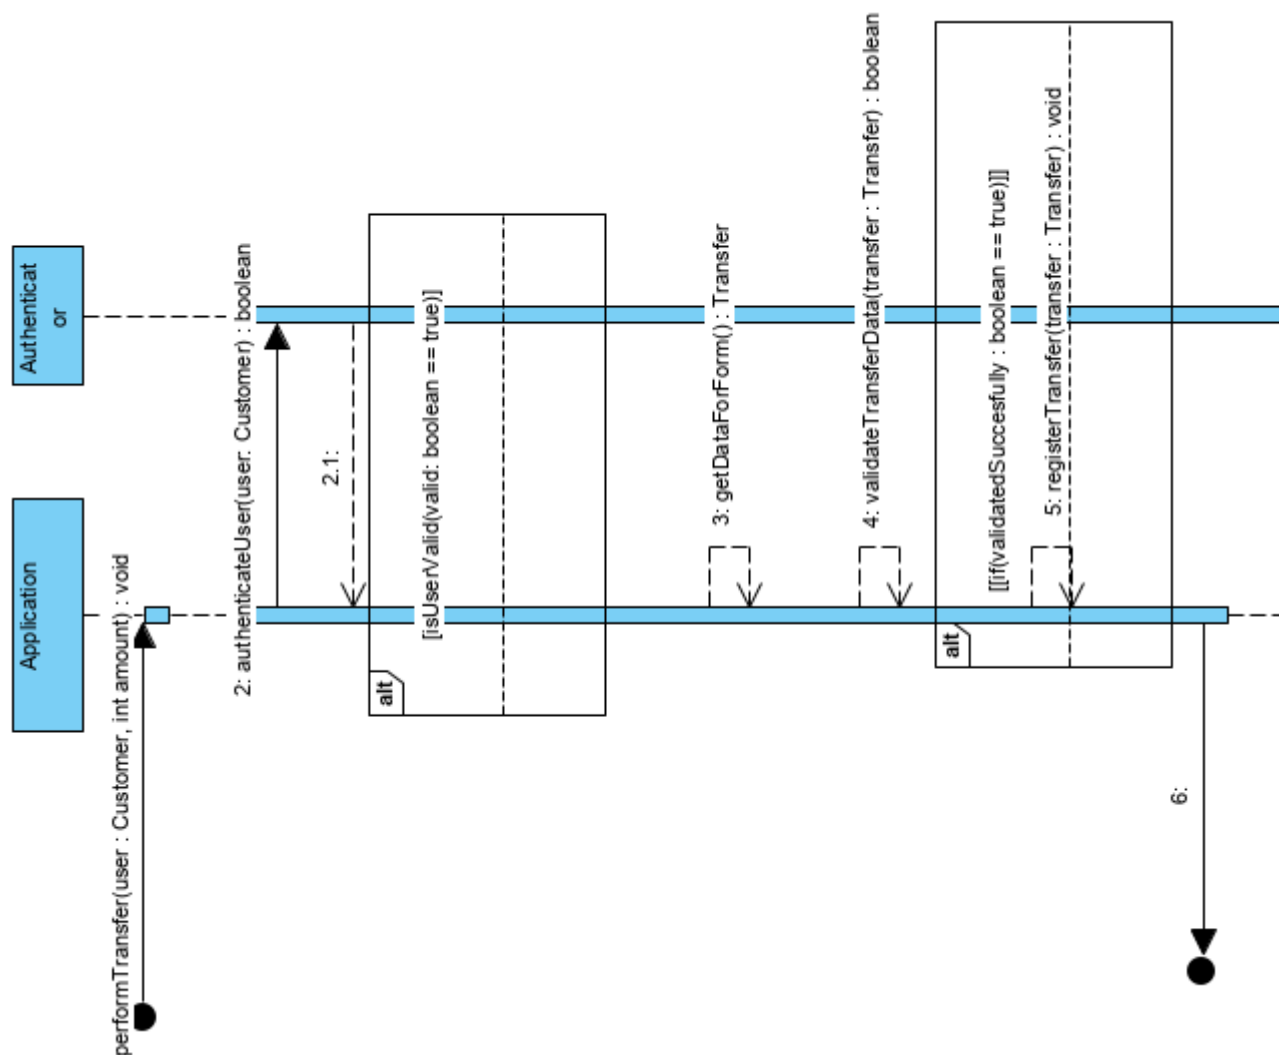 Application
Authenticat
or
performTransfer(user : Customer, int amount) : void
2: authenticateUser(user: Customer) : boolean
2.1:
alt
[isUserValid(valid: boolean == true)]
3: getDataForForm() : Transfer
4: validateTransferData(transfer : Transfer) : boolean
alt
[[if(validatedSuccesfully : boolean == true)]]
5: registerTransfer(transfer : Transfer) : void
6: